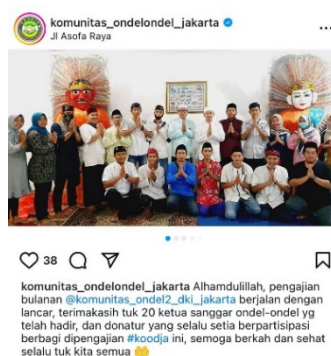 komunitas_ondelondel_jakarta
Jl Asofa Raya
38
komunitas_ondelondel_jakarta Alhamdulillah, pengajian
bulanan @komunitas_ondel2_dki_jakarta berjalan dengan
lancar, terimakasih tuk 20 ketua sanggar ondel-ondel yg
telah hadir, dan donatur yang selalu setia berpartisipasi
berbagi dipengajian #koodja ini, semoga berkah dan sehat
selalu tuk kita semua 🤲